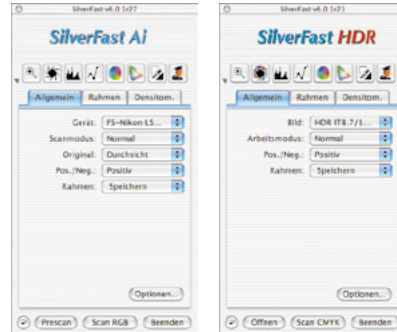 SilverFast v6.0.1r27
SilverFast Ai
Allgemein Rahmen Densitom.
Gerät: FS-Nikon LS...
Scanmodus: Normal
Original: Durchsicht
Pos./Neg.: Positiv
Rahmen: Speichern
Optionen...
Prescan Scan RGB Beenden
SilverFast v6.0.1r21
SilverFast HDR
Allgemein Rahmen Densitom.
Bild: HDR IT8.7/1...
Arbeitsmodus: Normal
Pos./Neg.: Positiv
Rahmen: Speichern
Optionen...
Öffnen Scan CMYK Beenden